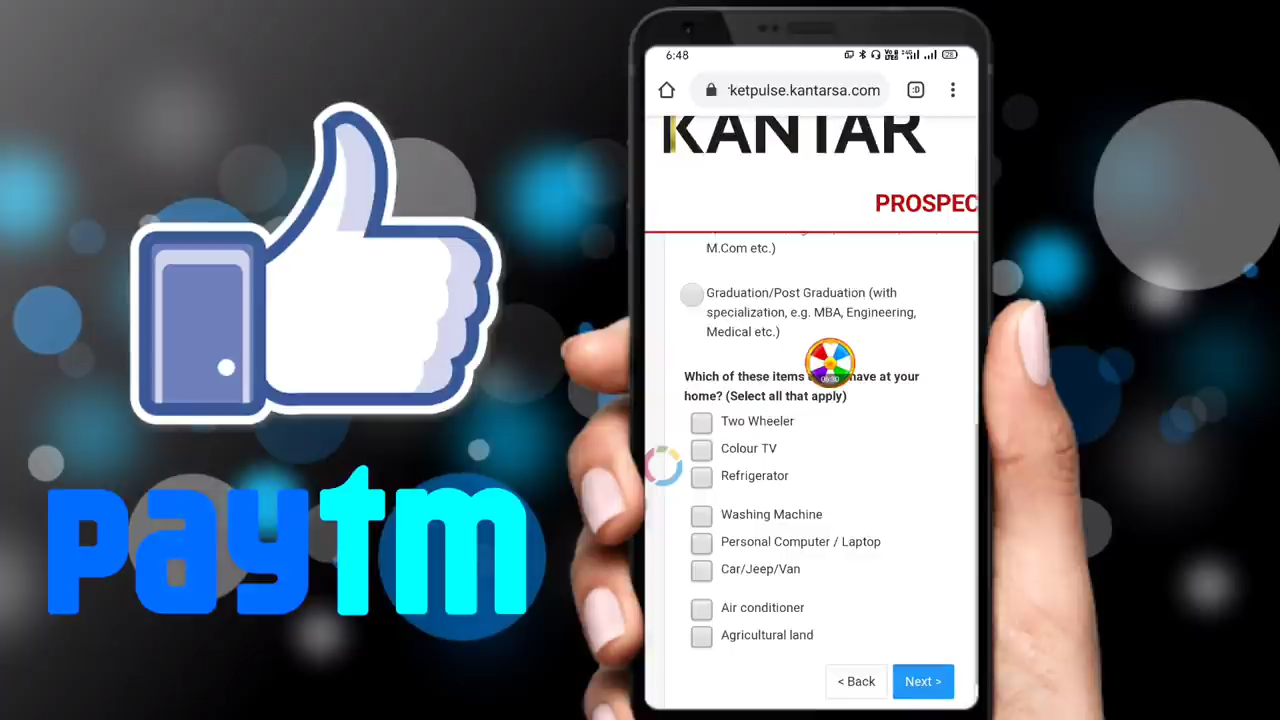 6:48
28
rketpulse.kantarsa.com
:D
KANTAR
PROSPEC
M.Com etc.)
Graduation/Post Graduation (with
specialization, e.g. MBA, Engineering,
Medical etc.)
Which of these items have at your
home? (Select all that apply)
Two Wheeler
Colour TV
Refrigerator
Washing Machine
Personal Computer / Laptop
Car/Jeep/Van
Air conditioner
Agricultural land
< Back
Next >
paytm